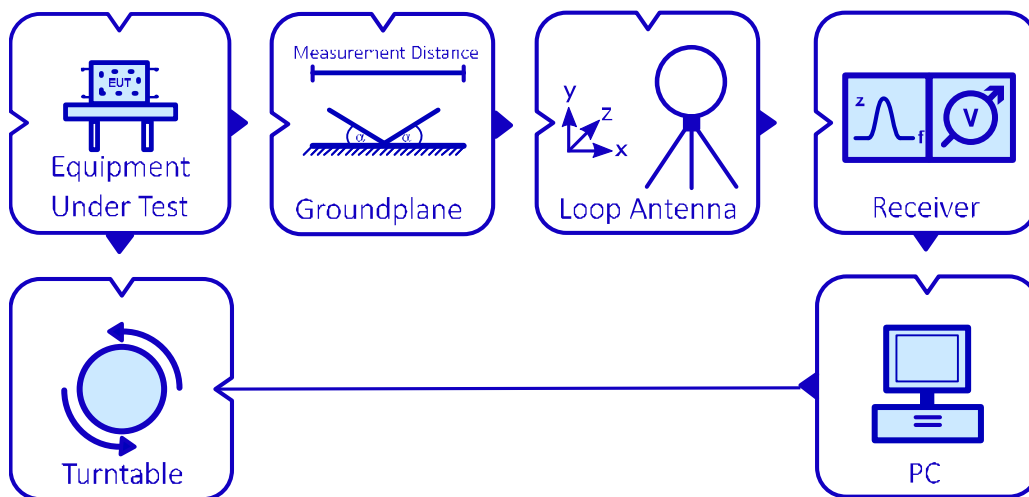 EUT
Equipment
Under Test
Measurement Distance
α α
Groundplane
y
z
x
Loop Antenna
z
f
V
Receiver
Turntable
PC